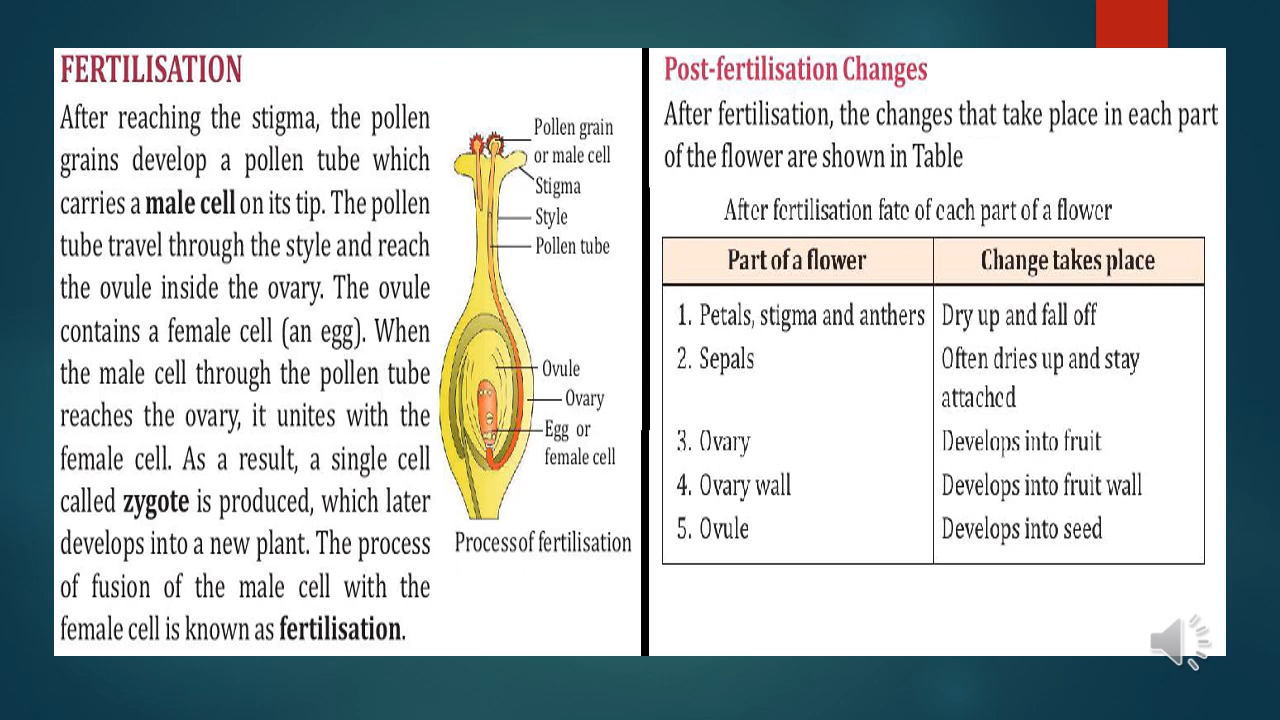 FERTILISATION
After reaching the stigma, the pollen
grains develop a pollen tube which
carries a male cell on its tip. The pollen
tube travel through the style and reach
the ovule inside the ovary. The ovule
contains a female cell (an egg). When
the male cell through the pollen tube
reaches the ovary, it unites with the
female cell. As a result, a single cell
called zygote is produced, which later
develops into a new plant. The process
of fusion of the male cell with the
female cell is known as fertilisation.
Pollen grain
or male cell
Stigma
Style
Pollen tube
Ovule
Ovary
Egg or
female cell
Process of fertilisation
Post-fertilisation Changes
After fertilisation, the changes that take place in each part
of the flower are shown in Table
After fertilisation fate of each part of a flower
Part of a flower Change takes place
1. Petals, stigma and anthers Dry up and fall off
2. Sepals Often dries up and stay
attached
3. Ovary Develops into fruit
4. Ovary wall Develops into fruit wall
5. Ovule Develops into seed